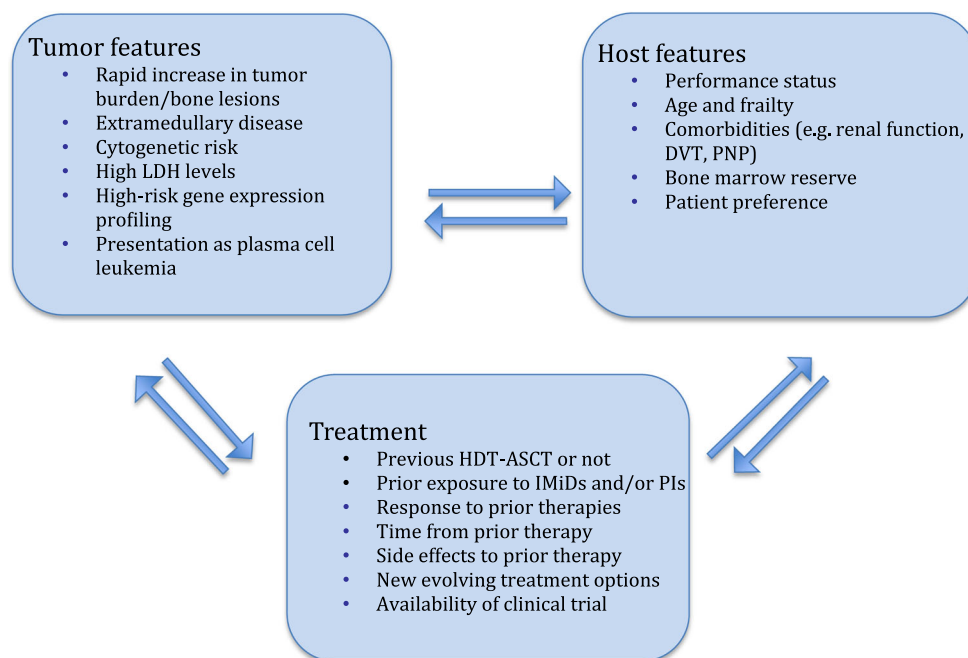 Tumor features
• Rapid increase in tumor
burden/bone lesions
• Extramedullary disease
• Cytogenetic risk
• High LDH levels
• High-risk gene expression
profiling
• Presentation as plasma cell
leukemia
Host features
• Performance status
• Age and frailty
• Comorbidities (e.g. renal function,
DVT, PNP)
• Bone marrow reserve
• Patient preference
Treatment
• Previous HDT-ASCT or not
• Prior exposure to IMiDs and/or PIs
• Response to prior therapies
• Time from prior therapy
• Side effects to prior therapy
• New evolving treatment options
• Availability of clinical trial